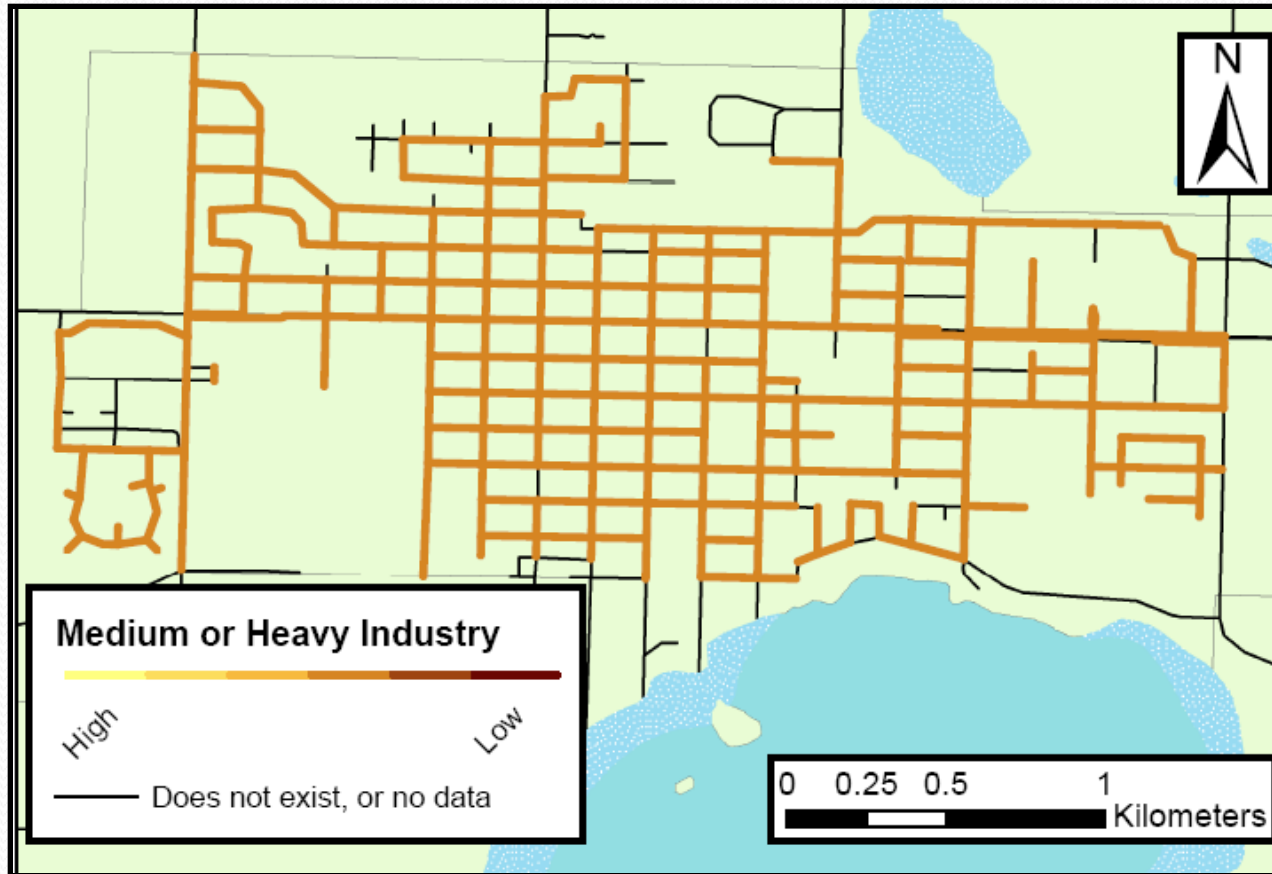 N
Medium or Heavy Industry
High
Low
Does not exist, or no data
0 0.25 0.5 1
Kilometers